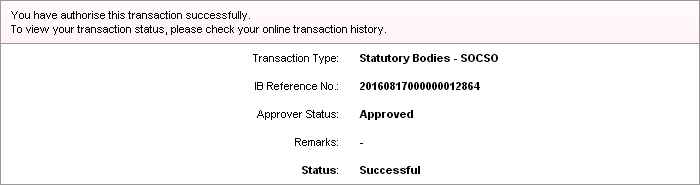 You have authorise this transaction successfully.
To view your transaction status, please check your online transaction history.
Transaction Type: Statutory Bodies - SOCSO
IB Reference No.: 20160817000000012864
Approver Status: Approved
Remarks: -
Status: Successful